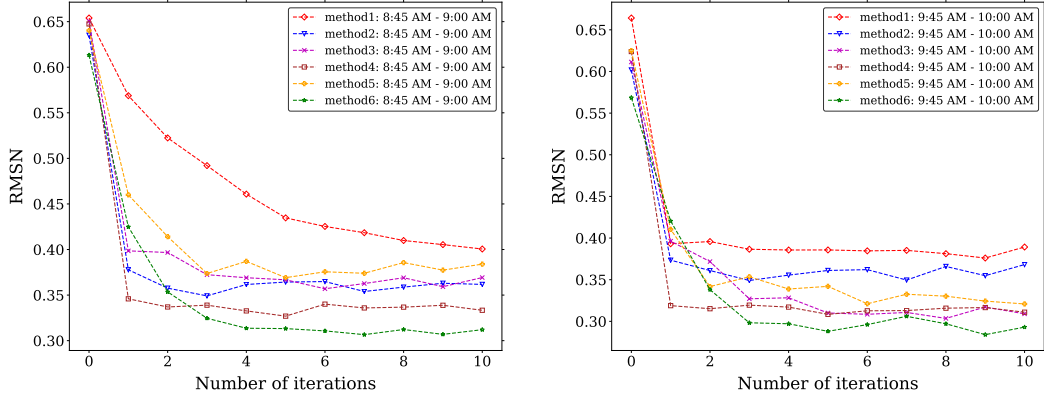 0.65
0.60
0.55
0.50
0.45
0.40
0.35
0.30
RMSN
0 2 4 6 8 10
Number of iterations
method1: 8:45 AM - 9:00 AM
method2: 8:45 AM - 9:00 AM
method3: 8:45 AM - 9:00 AM
method4: 8:45 AM - 9:00 AM
method5: 8:45 AM - 9:00 AM
method6: 8:45 AM - 9:00 AM
0.65
0.60
0.55
0.50
0.45
0.40
0.35
0.30
RMSN
0 2 4 6 8 10
Number of iterations
method1: 9:45 AM - 10:00 AM
method2: 9:45 AM - 10:00 AM
method3: 9:45 AM - 10:00 AM
method4: 9:45 AM - 10:00 AM
method5: 9:45 AM - 10:00 AM
method6: 9:45 AM - 10:00 AM